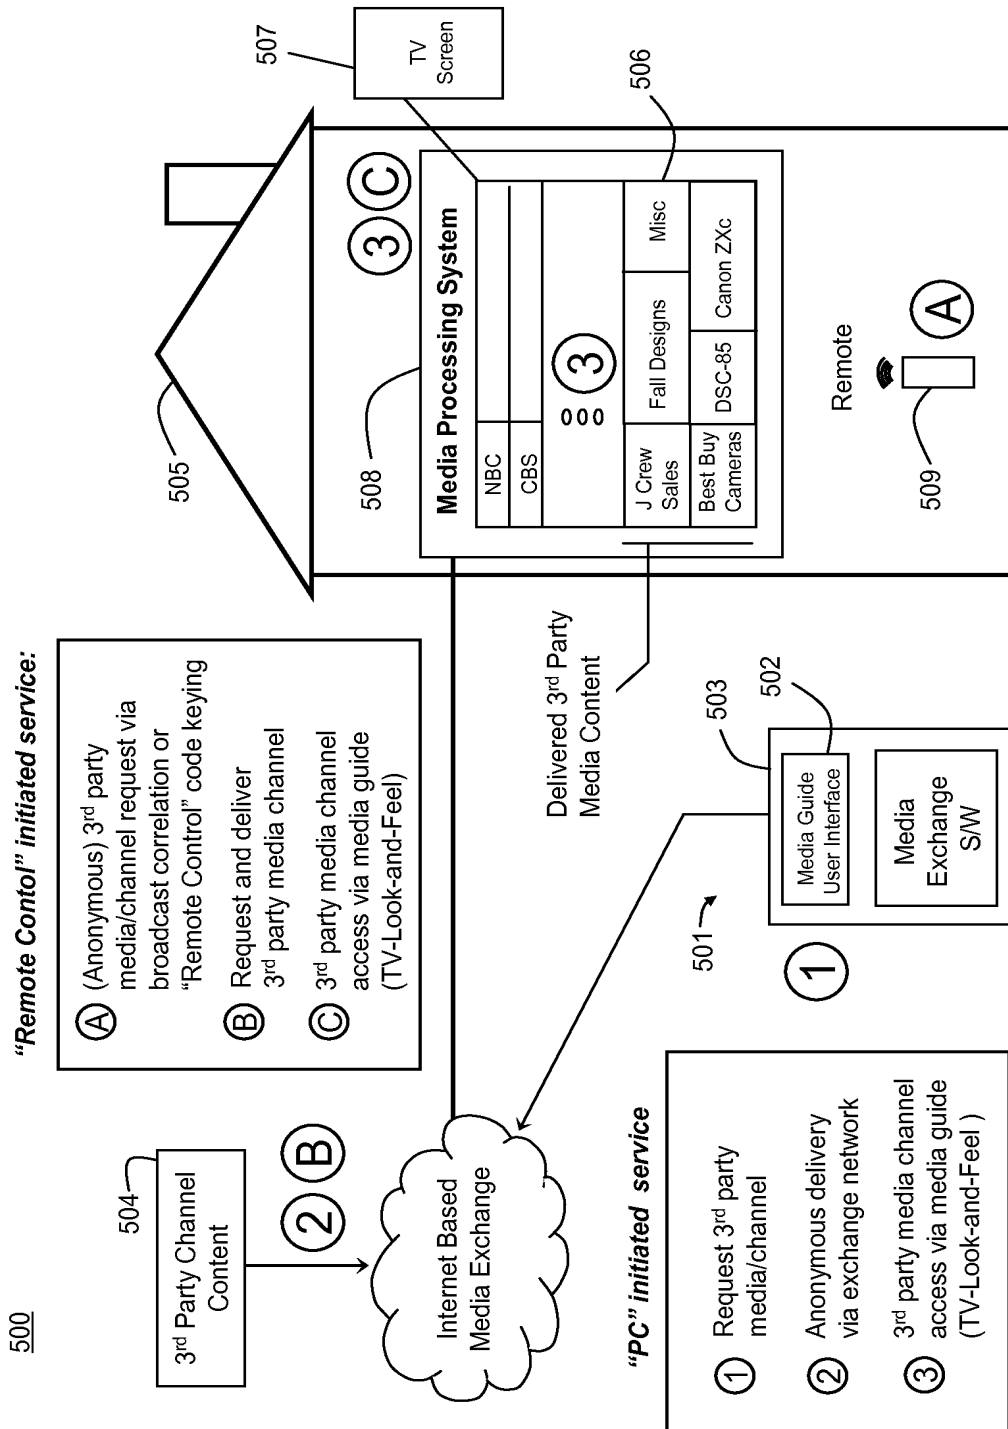 500
"Remote Contol" initiated service:
3rd Party Channel
Content
504
2
B
Internet Based
Media Exchange
A
(Anonymous) 3rd party
media/channel request via
broadcast correlation or
"Remote Control" code keying
B
Request and deliver
3rd party media channel
C
3rd party media channel
access via media guide
(TV-Look-and-Feel)
505
3
C
508
Media Processing System
NBC
CBS
3
J Crew
Sales
Fall Designs
Misc
Best Buy
Cameras
DSC-85
Canon ZXc
507
TV
Screen
506
Remote
A
509
Delivered 3rd Party
Media Content
"PC" initiated service
1
Request 3rd party
media/channel
2
Anonymous delivery
via exchange network
3
3rd party media channel
access via media guide
(TV-Look-and-Feel )
501
1
503
502
Media Guide
User Interface
Media
Exchange
S/W